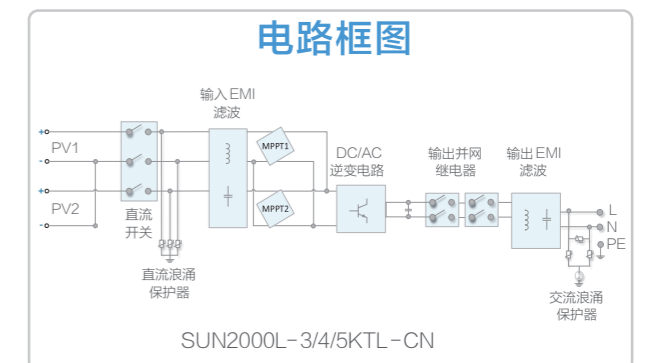 电路框图
输入EMI
滤波
+
PV1
-
+
PV2
-
直流
开关
直流浪涌
保护器
MPPT1
MPPT2
DC/AC
逆变电路
输出并网
继电器
输出EMI
滤波
L
N
PE
交流浪涌
保护器
SUN2000L-3/4/5KTL-CN